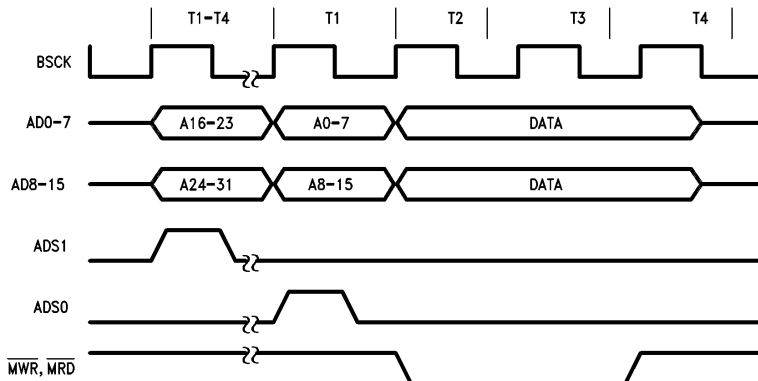 T1-T4 T1 T2 T3 T4
BSCK
AD0-7 A16-23 A0-7 DATA
AD8-15 A24-31 A8-15 DATA
ADS1
ADS0
MWR, MRD